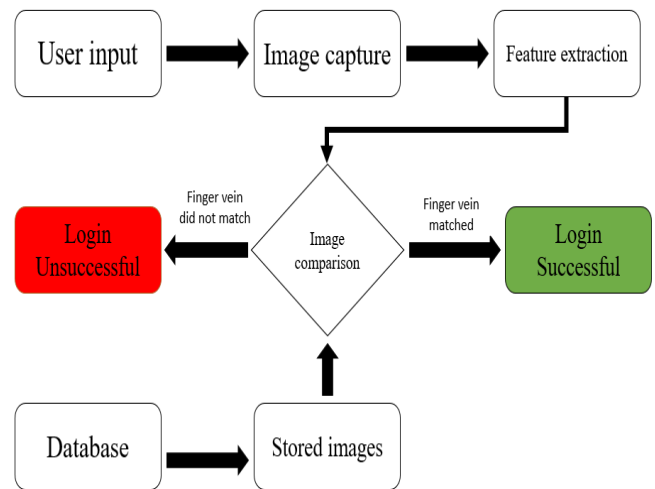 User input
Image capture
Feature extraction
Finger vein
did not match
Finger vein
matched
Login
Unsuccessful
Image
comparison
Login
Successful
Database
Stored images